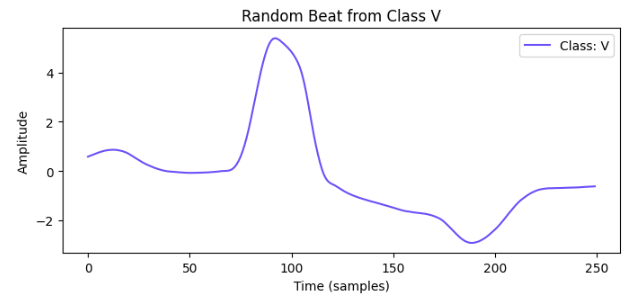 Random Beat from Class V
Class: V
Amplitude
4
2
0
−2
0 50 100 150 200 250
Time (samples)